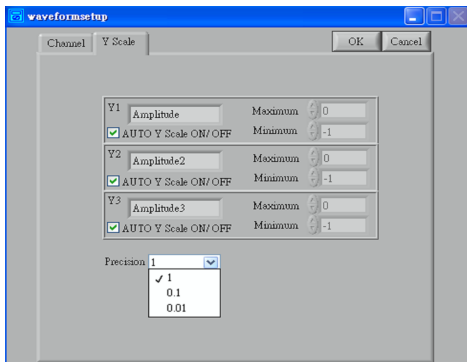 waveformsetup
Channel Y Scale OK Cancel
Y1 Amplitude Maximum 0
AUTO Y Scale ON/OFF Minimum -1
Y2 Amplitude2 Maximum 0
AUTO Y Scale ON/OFF Minimum -1
Y3 Amplitude3 Maximum 0
AUTO Y Scale ON/OFF Minimum -1
Precision 1
1
0.1
0.01